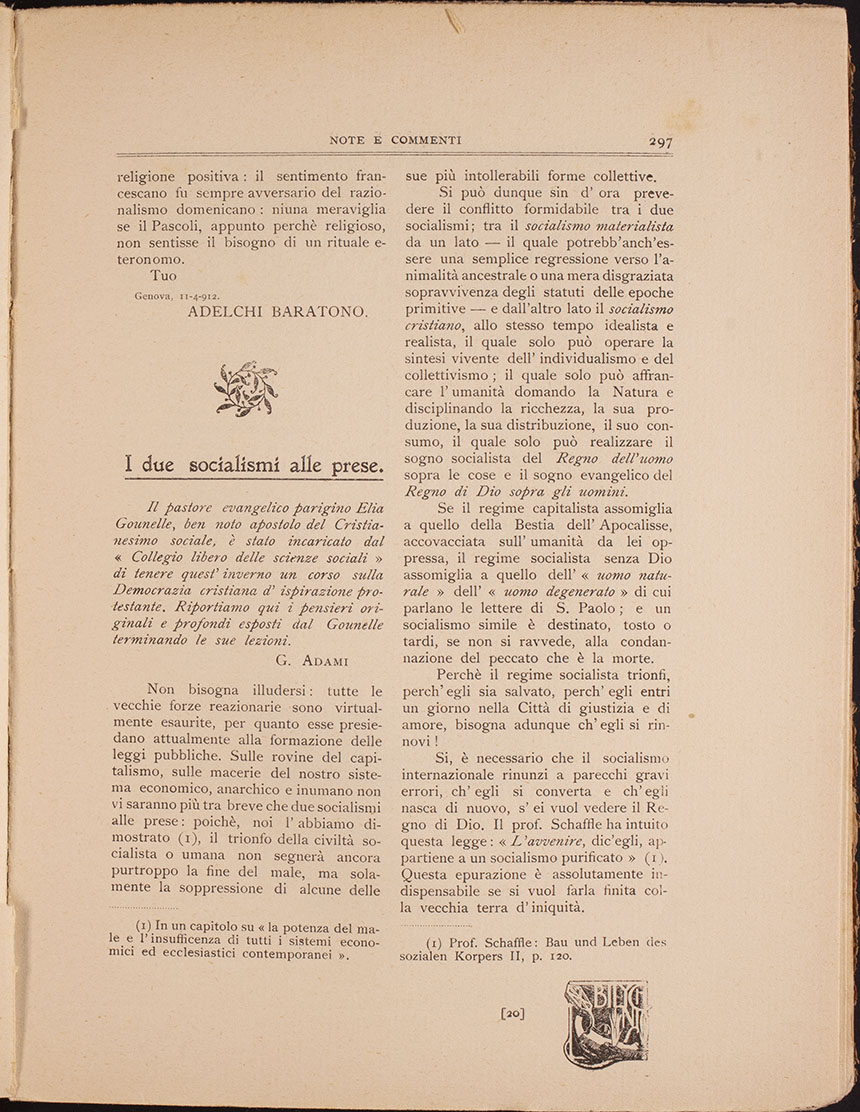 NOTE E COMMENTI 297
religione positiva : il sentimento fran-
cescano fu sempre avversario del razio-
nalismo domenicano : niuna meraviglia
se il Pascoli, appunto perchè religioso,
non sentisse il bisogno di un rituale e-
teronomo.
Tuo
Genova, 11-4-912.
ADELCHI BARATONO.
I due socialismi alle prese.
Il pastore evangelico parigino Elia
Gounelle, ben noto apostolo del Cristia-
nesimo sociale, è stato incaricato dal
« Collegio libero delle scienze sociali »
di tenere quest' inverno un corso sulla
Democrazia cristiana d' ispirazione pro-
testante. Riportiamo qui i pensieri ori-
ginali e profondi esposti dal Gounelle
terminando le sue lezioni.
G. ADAMI
Non bisogna illudersi : tutte le
vecchie forze reazionarie sono virtual-
mente esaurite, per quanto esse presie-
dano attualmente alla formazione delle
leggi pubbliche. Sulle rovine del capi-
talismo, sulle macerie del nostro siste-
ma economico, anarchico e inumano non
vi saranno più tra breve che due socialismi
alle prese : poichè, noi l' abbiamo di-
mostrato (1), il trionfo della civiltà so-
cialista o umana non segnerà ancora
purtroppo la fine del male, ma sola-
mente la soppressione di alcune delle
(1) In un capitolo su « la potenza del ma-
le e l'insufficenza di tutti i sistemi econo-
mici ed ecclesiastici contemporanei ».
sue più intollerabili forme collettive.
Si può dunque sin d' ora preve-
dere il conflitto formidabile tra i due
socialismi ; tra il socialismo materialista
da un lato — il quale potrebb'anch'es-
sere una semplice regressione verso l'a-
nimalità ancestrale o una mera disgraziata
sopravvivenza degli statuti delle epoche
primitive — e dall'altro lato il socialismo
cristiano, allo stesso tempo idealista e
realista, il quale solo può operare la
sintesi vivente dell' individualismo e del
collettivismo ; il quale solo può affran-
care l' umanità domando la Natura e
disciplinando la ricchezza, la sua pro-
duzione, la sua distribuzione, il suo con-
sumo, il quale solo può realizzare il
sogno socialista del Regno dell'uomo
sopra le cose e il sogno evangelico del
Regno di Dio sopra gli uomini.
Se il regime capitalista assomiglia
a quello della Bestia dell' Apocalisse,
accovacciata sull' umanità da lei op-
pressa, il regime socialista senza Dio
assomiglia a quello dell' « uomo natu-
rale » dell' « uomo degenerato » di cui
parlano le lettere di S. Paolo ; e un
socialismo simile è destinato, tosto o
tardi, se non si ravvede, alla condan-
nazione del peccato che è la morte.
Perchè il regime socialista trionfi,
perch' egli sia salvato, perch' egli entri
un giorno nella Città di giustizia e di
amore, bisogna adunque ch' egli si rin-
novi !
Si, è necessario che il socialismo
internazionale rinunzi a parecchi gravi
errori, ch' egli si converta e ch' egli
nasca di nuovo, s' ei vuol vedere il Re-
gno di Dio. Il prof. Schaffle ha intuito
questa legge : « L'avvenire, dic'egli, ap-
partiene a un socialismo purificato » (1).
Questa epurazione è assolutamente in-
dispensabile se si vuol farla finita col-
la vecchia terra d' iniquità.
(1) Prof. Schaffle : Bau und Leben des
sozialen Korpers II, p. 120.
[20]